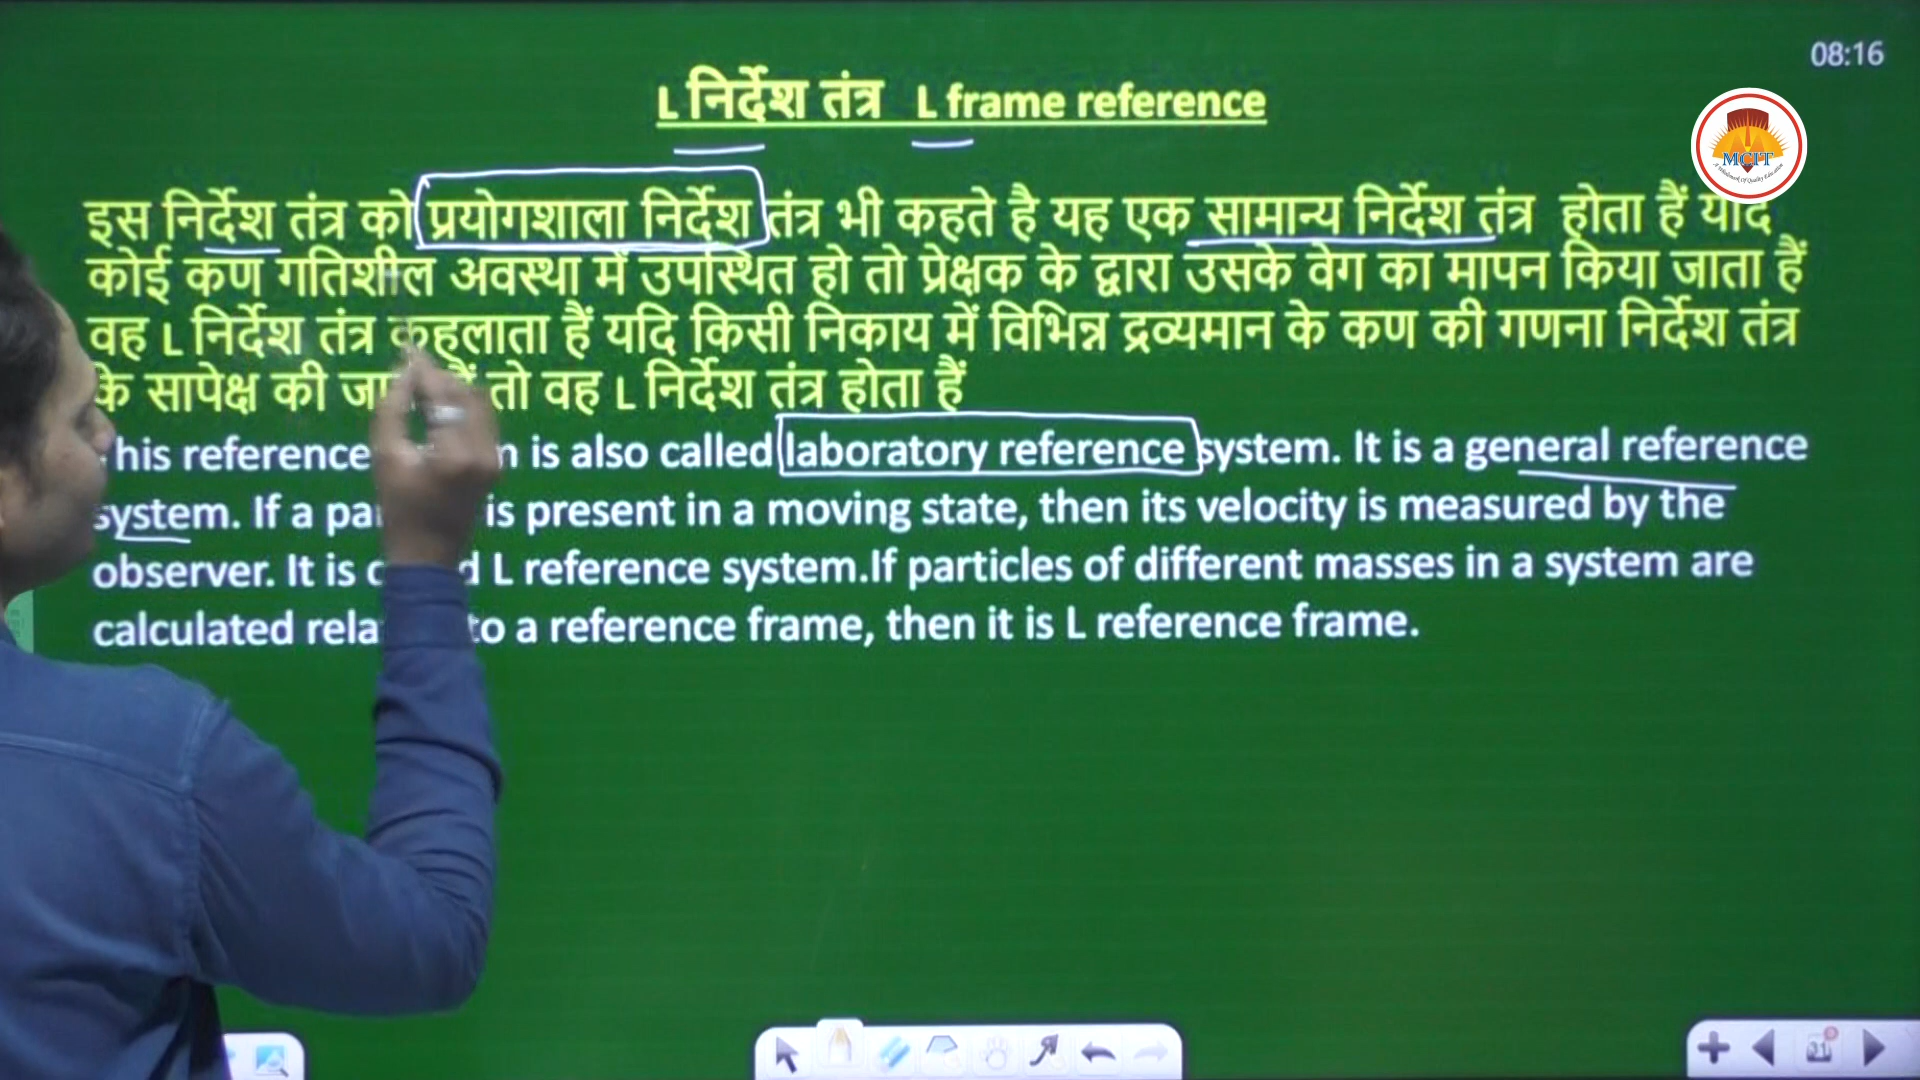 08:16
L निर्देश तंत्र L frame reference
MCIT
इस निर्देश तंत्र को प्रयोगशाला निर्देश तंत्र भी कहते है यह एक सामान्य निर्देश तंत्र होता हैं यदि
कोई कण गतिशील अवस्था में उपस्थित हो तो प्रेक्षक के द्वारा उसके वेग का मापन किया जाता हैं
वह L निर्देश तंत्र कहलाता हैं यदि किसी निकाय में विभिन्न द्रव्यमान के कण की गणना निर्देश तंत्र
के सापेक्ष की तो वह L निर्देश तंत्र होता हैं
This reference is also called laboratory reference system. It is a general reference
system. If a is present in a moving state, then its velocity is measured by the
observer. It is L reference system.If particles of different masses in a system are
calculated to a reference frame, then it is L reference frame.
31